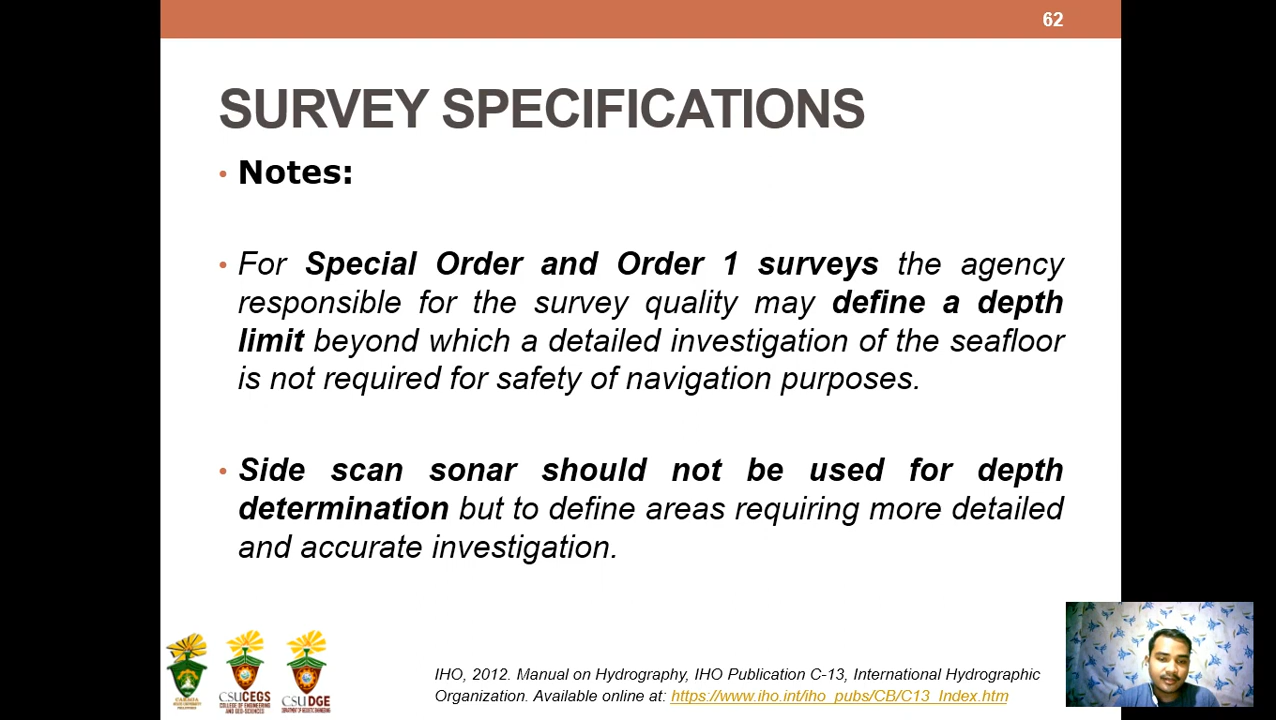 62
SURVEY SPECIFICATIONS
• Notes:
• For Special Order and Order 1 surveys the agency
responsible for the survey quality may define a depth
limit beyond which a detailed investigation of the seafloor
is not required for safety of navigation purposes.
• Side scan sonar should not be used for depth
determination but to define areas requiring more detailed
and accurate investigation.
CSUCEGS
CSUDGE
IHO, 2012. Manual on Hydrography, IHO Publication C-13, International Hydrographic
Organization. Available online at: https://www.iho.int/iho_pubs/CB/C13_Index.htm